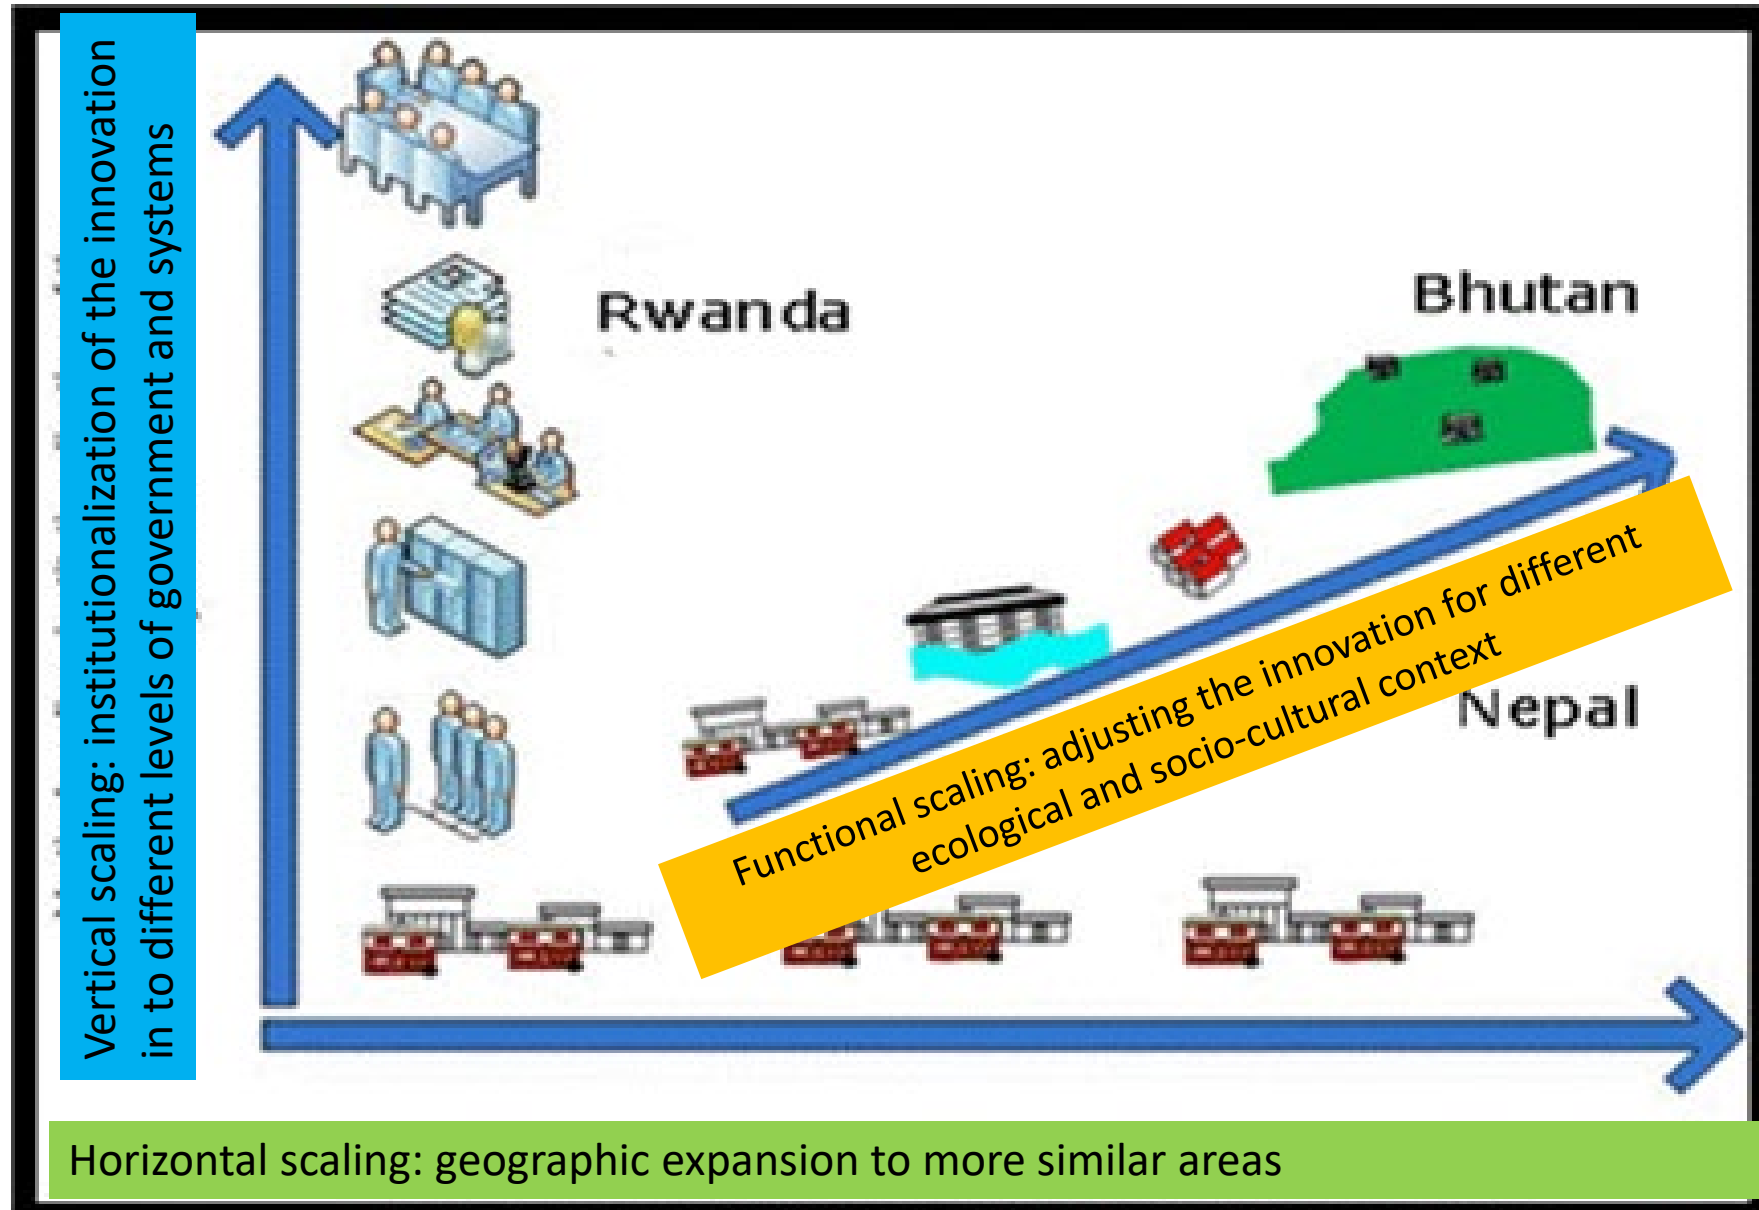 Vertical scaling: institutionalization of the innovation
in to different levels of government and systems
Rwanda
Bhutan
Functional scaling: adjusting the innovation for different
ecological and socio-cultural context
Nepal
Horizontal scaling: geographic expansion to more similar areas